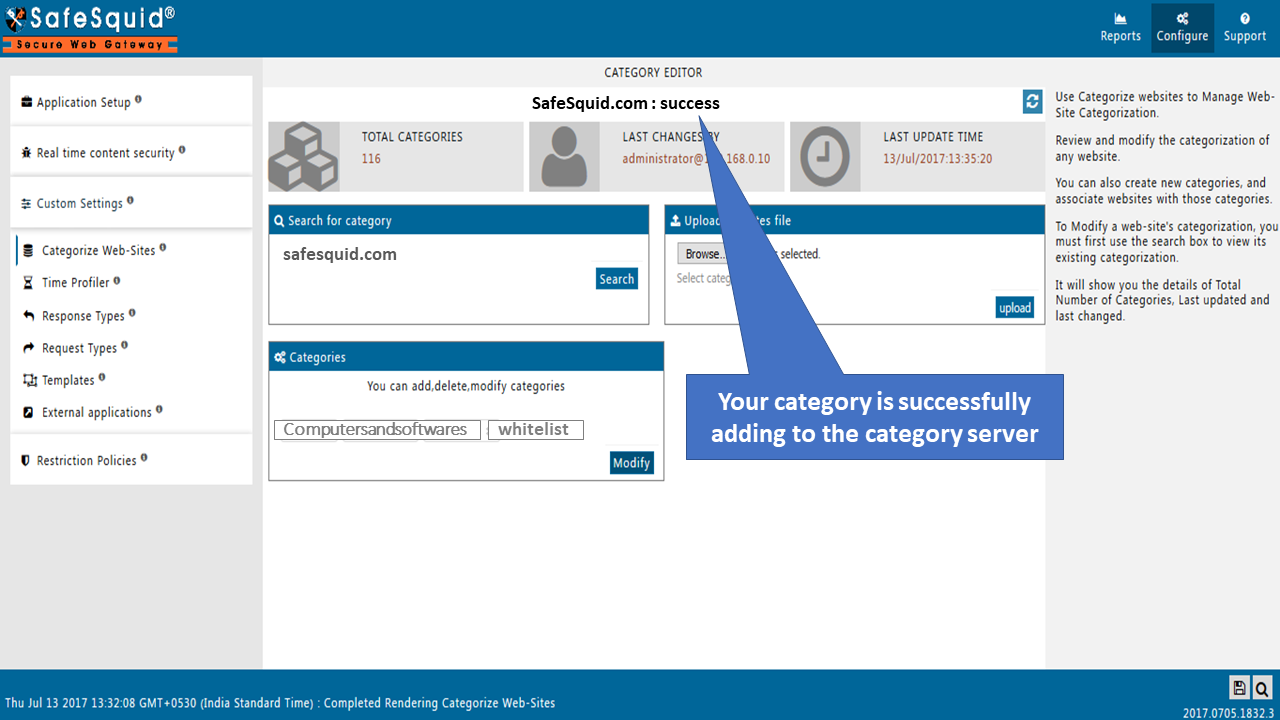 SafeSquid®
Secure Web Gateway
Reports
Configure
Support
Application Setup
Real time content security
Custom Settings
Categorize Web-Sites
Time Profiler
Response Types
Request Types
Templates
External applications
Restriction Policies
CATEGORY EDITOR
SafeSquid.com : success
TOTAL CATEGORIES
116
LAST CHANGES BY
administrator@ 168.0.10
LAST UPDATE TIME
13/Jul/2017:13:35:20
Search for category
safesquid.com
Search
Upload file
Browse.. selected.
Select
upload
Categories
You can add,delete,modify categories
Computersandsoftwares
whitelist
Modify
Your category is successfully
adding to the category server
Use Categorize websites to Manage Web-
Site Categorization.
Review and modify the categorization of
any website.
You can also create new categories, and
associate websites with those categories.
To Modify a web-site's categorization, you
must first use the search box to view its
existing categorization.
It will show you the details of Total
Number of Categories, Last updated and
last changed.
Thu Jul 13 2017 13:32:08 GMT+0530 (India Standard Time) : Completed Rendering Categorize Web-Sites
2017.0705.1832.3